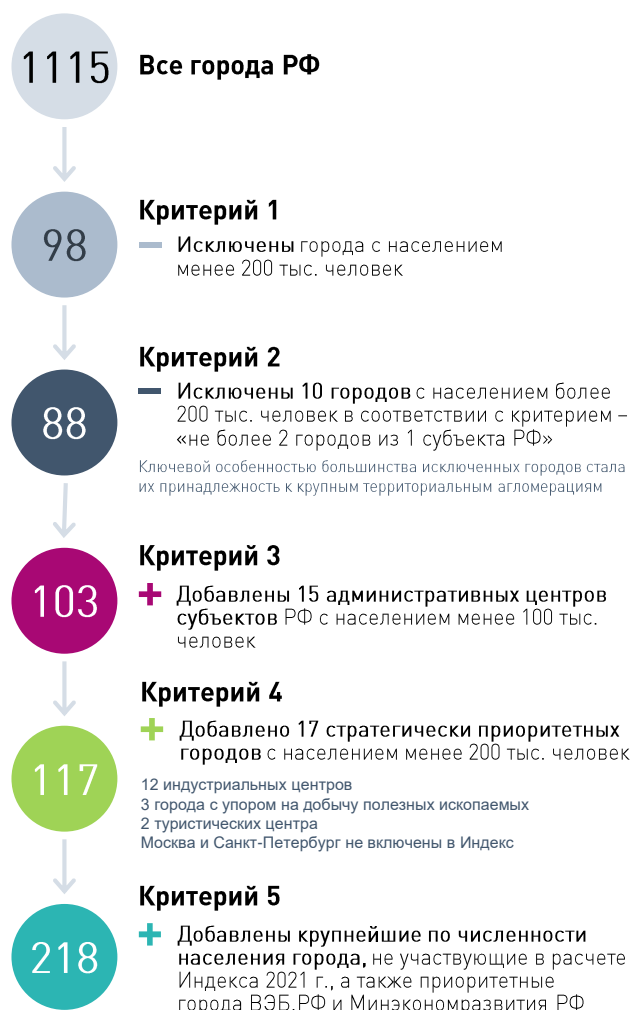 1115
Все города РФ
98
Критерий 1
Исключены города с населением
менее 200 тыс. человек
88
Критерий 2
Исключены 10 городов с населением более
200 тыс. человек в соответствии с критерием –
«не более 2 городов из 1 субъекта РФ»
Ключевой особенностью большинства исключенных городов стала
их принадлежность к крупным территориальным агломерациям
103
Критерий 3
Добавлены 15 административных центров
субъектов РФ с населением менее 100 тыс.
человек
117
Критерий 4
Добавлено 17 стратегически приоритетных
городов с населением менее 200 тыс. человек
12 индустриальных центров
3 города с упором на добычу полезных ископаемых
2 туристических центра
Москва и Санкт-Петербург не включены в Индекс
218
Критерий 5
Добавлены крупнейшие по численности
населения города, не участвующие в расчете
Индекса 2021 г., а также приоритетные
города ВЭБ.РФ и Минэкономразвития РФ